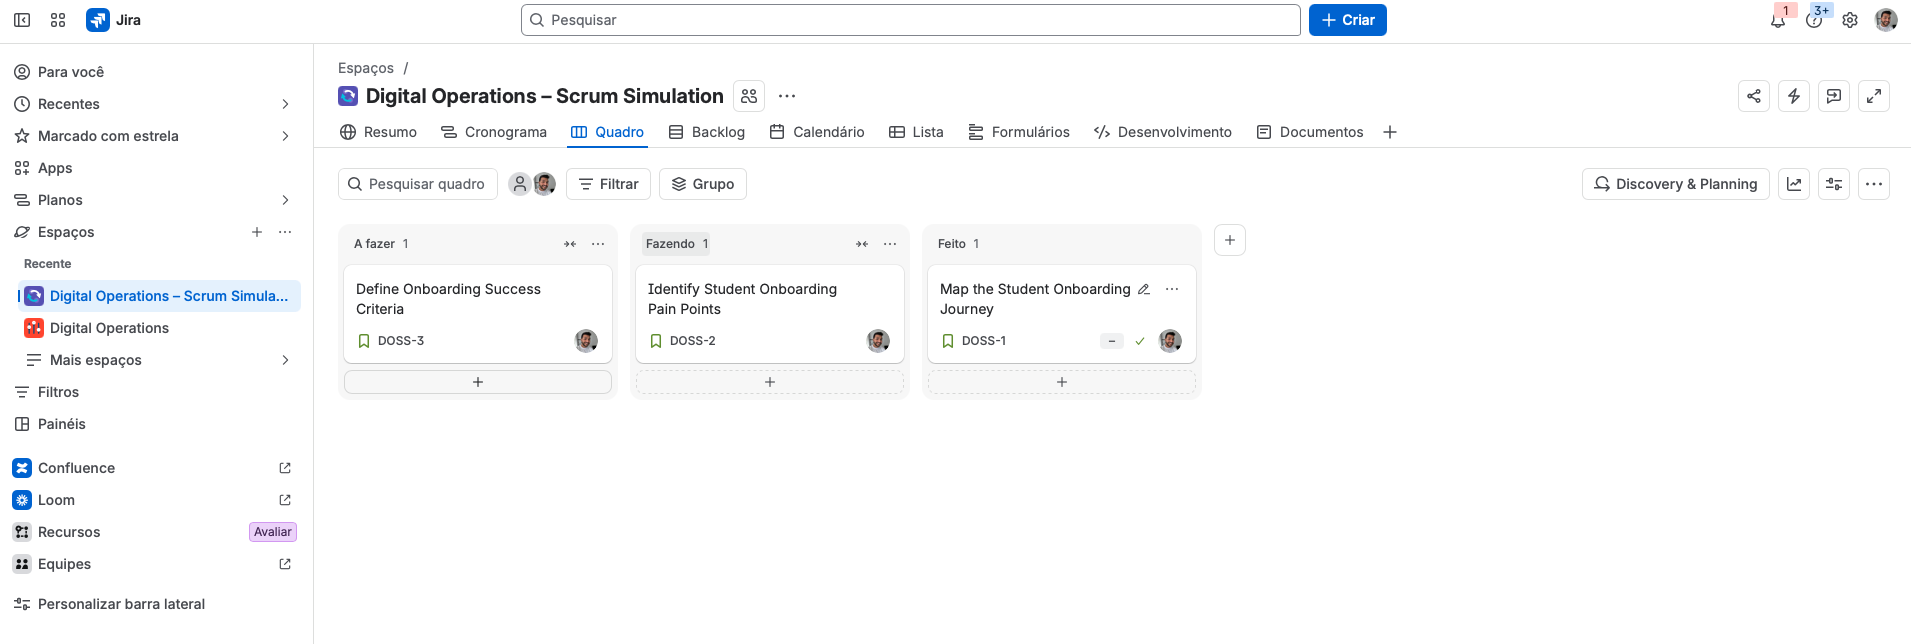 Jira
Pesquisar
Criar
1
3+
Para você
Recentes
Marcado com estrela
Apps
Planos
Espaços
Recente
Digital Operations – Scrum Simula...
Digital Operations
Mais espaços
Filtros
Painéis
Confluence
Loom
Recursos
Avaliar
Equipes
Personalizar barra lateral
Espaços /
Digital Operations – Scrum Simulation
Resumo
Cronograma
Quadro
Backlog
Calendário
Lista
Formulários
Desenvolvimento
Documentos
Pesquisar quadro
Filtrar
Grupo
Discovery & Planning
A fazer 1
Define Onboarding Success
Criteria
DOSS-3
Fazendo 1
Identify Student Onboarding
Pain Points
DOSS-2
Feito 1
Map the Student Onboarding
Journey
DOSS-1
–